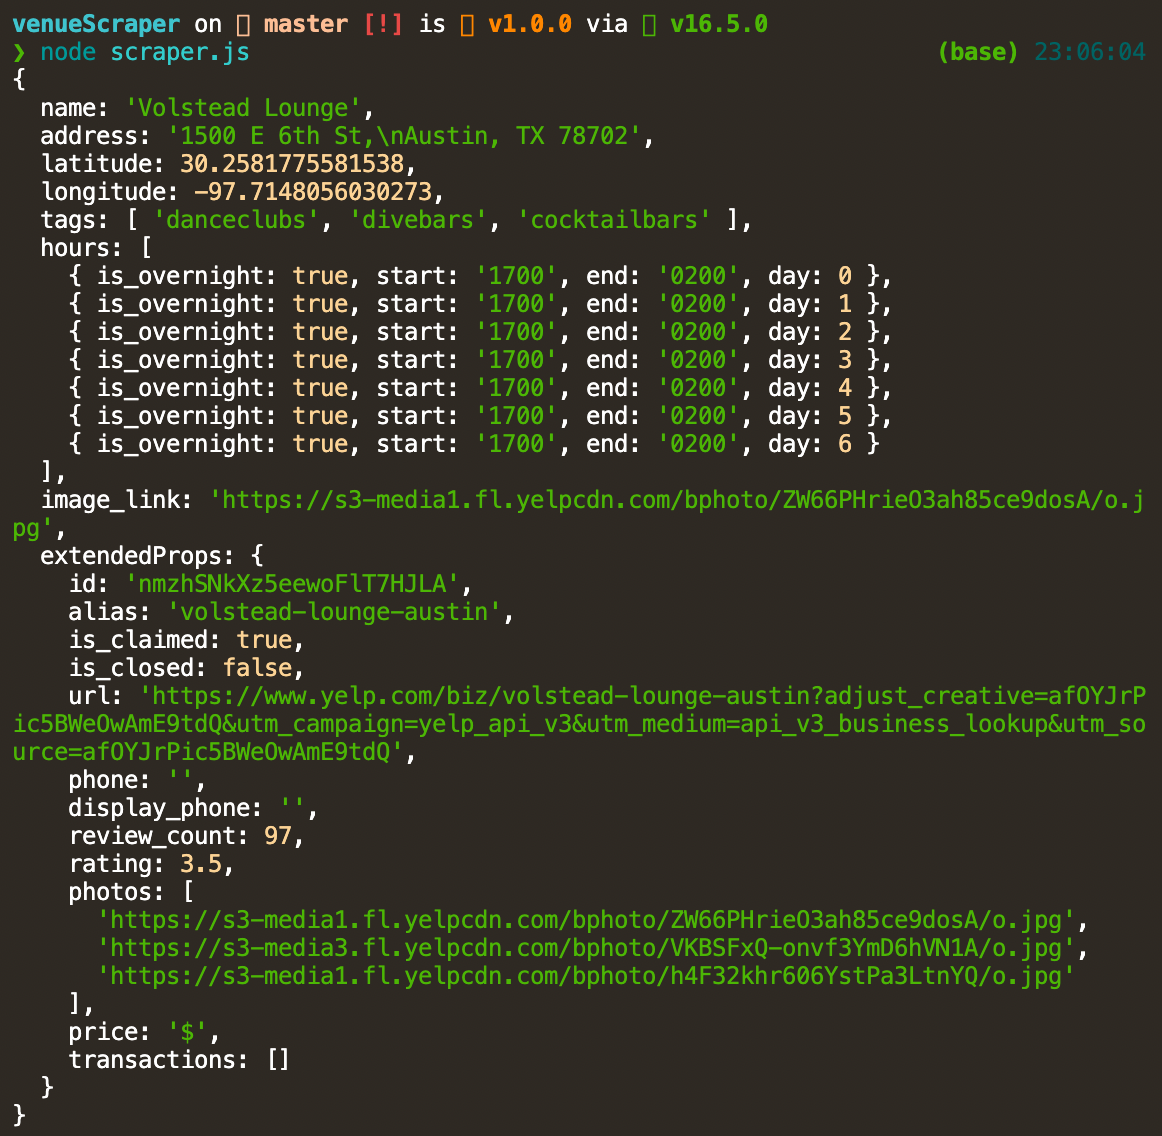 venueScraper on master [!] is v1.0.0 via v16.5.0
❯ node scraper.js (base) 23:06:04
{
  name: 'Volstead Lounge',
  address: '1500 E 6th St,\nAustin, TX 78702',
  latitude: 30.2581775581538,
  longitude: -97.7148056030273,
  tags: [ 'danceclubs', 'divebars', 'cocktailbars' ],
  hours: [
    { is_overnight: true, start: '1700', end: '0200', day: 0 },
    { is_overnight: true, start: '1700', end: '0200', day: 1 },
    { is_overnight: true, start: '1700', end: '0200', day: 2 },
    { is_overnight: true, start: '1700', end: '0200', day: 3 },
    { is_overnight: true, start: '1700', end: '0200', day: 4 },
    { is_overnight: true, start: '1700', end: '0200', day: 5 },
    { is_overnight: true, start: '1700', end: '0200', day: 6 }
  ],
  image_link: 'https://s3-media1.fl.yelpcdn.com/bphoto/ZW66PHrieO3ah85ce9dosA/o.j
pg',
  extendedProps: {
    id: 'nmzhSNkXz5eewoFlT7HJLA',
    alias: 'volstead-lounge-austin',
    is_claimed: true,
    is_closed: false,
    url: 'https://www.yelp.com/biz/volstead-lounge-austin?adjust_creative=afOYJrP
ic5BWeOwAmE9tdQ&utm_campaign=yelp_api_v3&utm_medium=api_v3_business_lookup&utm_so
urce=afOYJrPic5BWeOwAmE9tdQ',
    phone: '',
    display_phone: '',
    review_count: 97,
    rating: 3.5,
    photos: [
      'https://s3-media1.fl.yelpcdn.com/bphoto/ZW66PHrieO3ah85ce9dosA/o.jpg',
      'https://s3-media3.fl.yelpcdn.com/bphoto/VKBSFxQ-onvf3YmD6hVN1A/o.jpg',
      'https://s3-media1.fl.yelpcdn.com/bphoto/h4F32khr606YstPa3LtnYQ/o.jpg'
    ],
    price: '$',
    transactions: []
  }
}